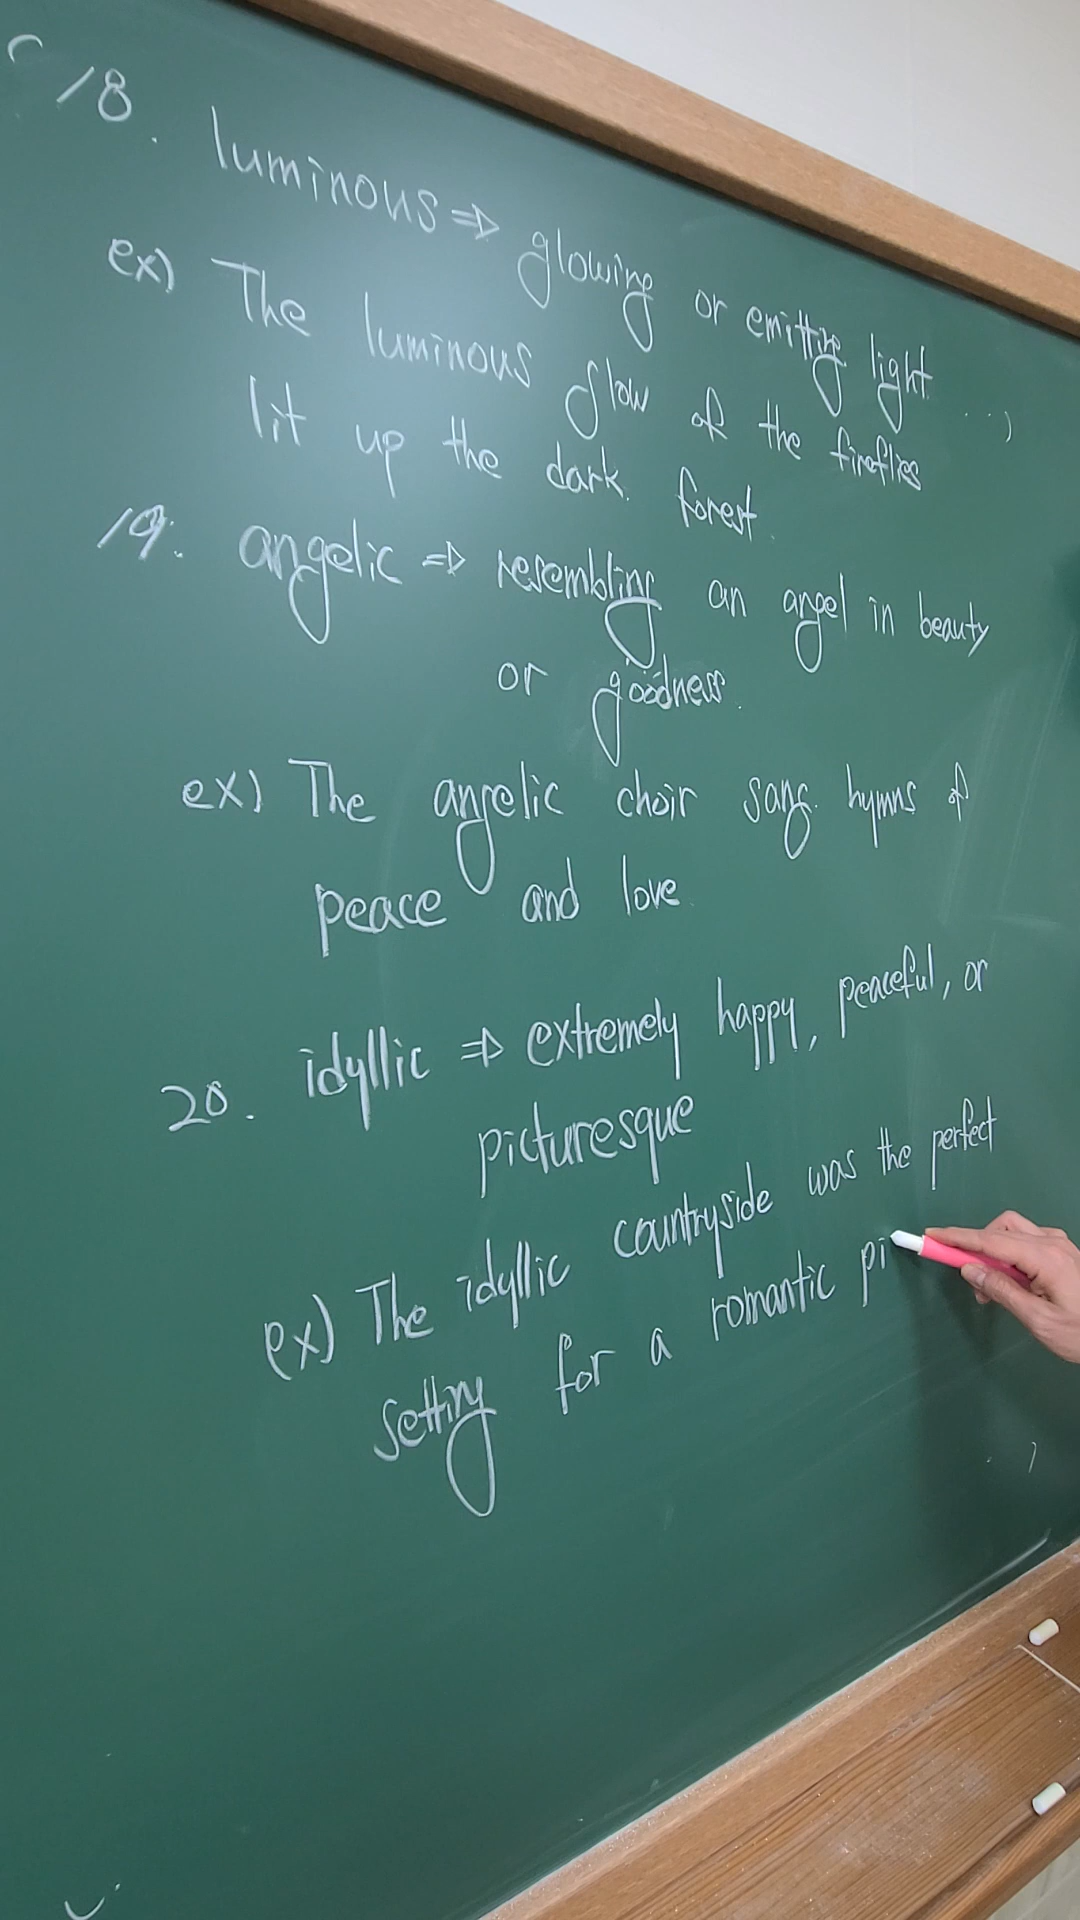 18. luminous ⇒ glowing or emitting light
ex) The luminous glow of the fireflies
lit up the dark forest.
19. angelic ⇒ resembling an angel in beauty
or goodness.
ex) The angelic choir sang hymns of
peace and love.
20. idyllic ⇒ extremely happy, peaceful, or
picturesque
ex) The idyllic countryside was the perfect
setting for a romantic pi